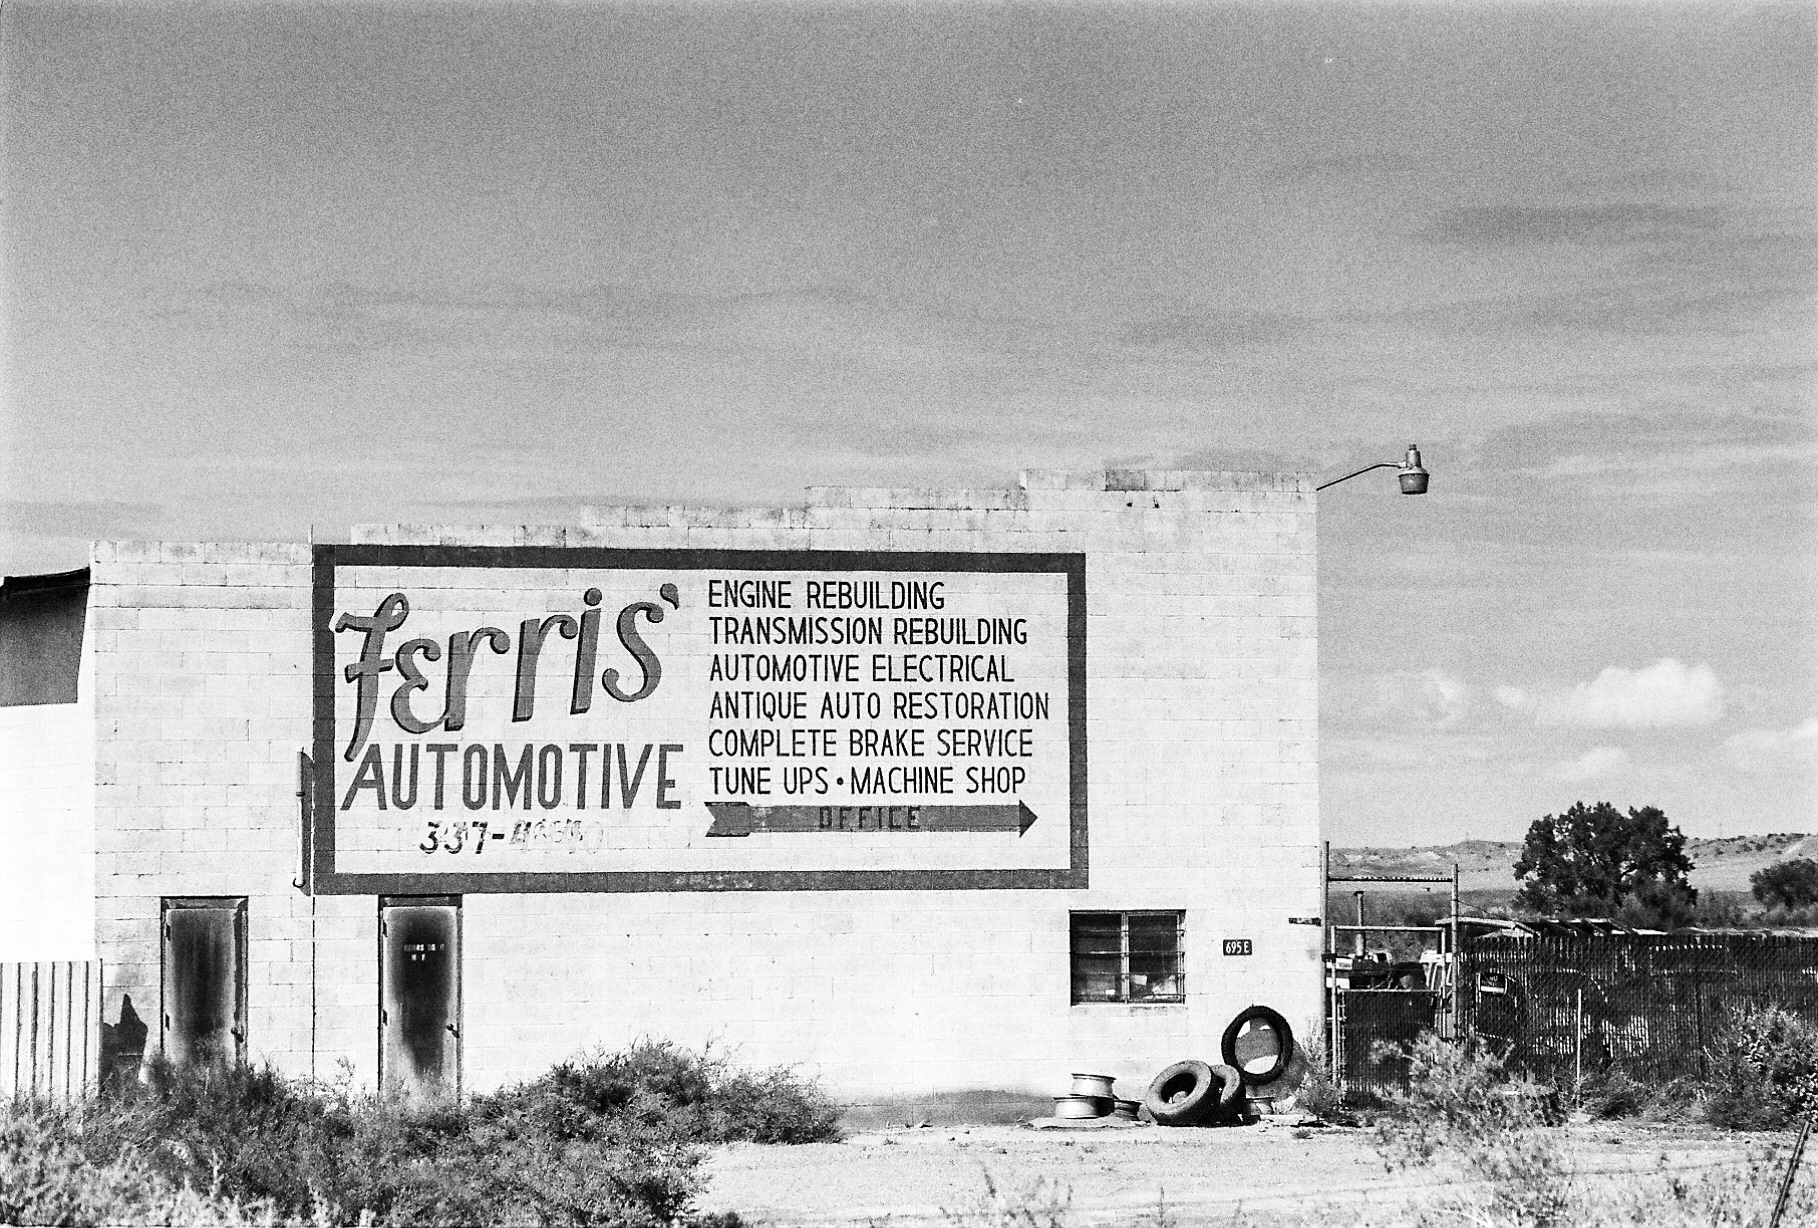 Ferris'
AUTOMOTIVE
337-
ENGINE REBUILDING
TRANSMISSION REBUILDING
AUTOMOTIVE ELECTRICAL
ANTIQUE AUTO RESTORATION
COMPLETE BRAKE SERVICE
TUNE UPS • MACHINE SHOP
OFFICE
695 E